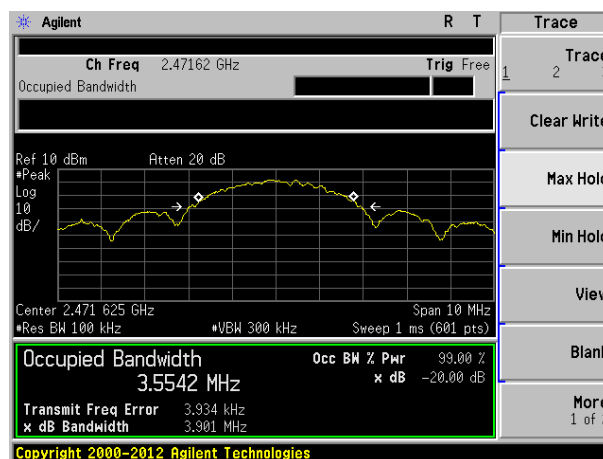 Agilent R T Trace
Ch Freq 2.47162 GHz Trig Free
Occupied Bandwidth
Trace
1 2
Clear Write
Max Hold
Min Hold
View
Blank
More
1 of
Ref 10 dBm Atten 20 dB
#Peak
Log
10
dB/
Center 2.471 625 GHz Span 10 MHz
#Res BW 100 kHz #VBW 300 kHz Sweep 1 ms (601 pts)
Occupied Bandwidth
3.5542 MHz
Occ BW % Pwr 99.00 %
x dB -20.00 dB
Transmit Freq Error 3.934 kHz
x dB Bandwidth 3.901 MHz
Copyright 2000-2012 Agilent Technologies